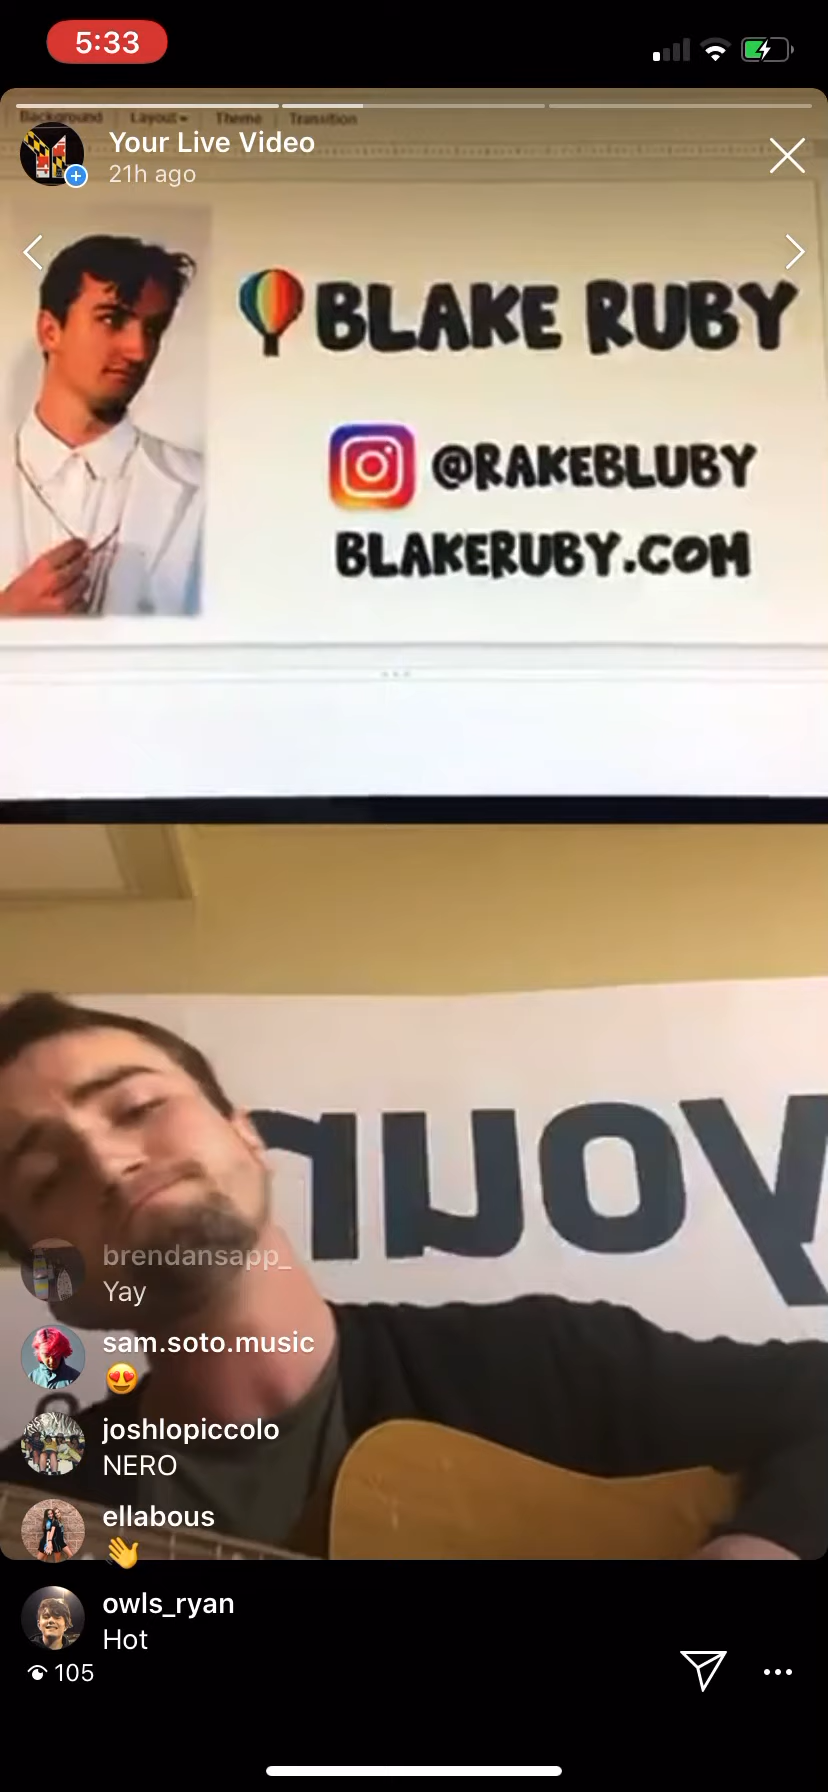 5:33
Background Layout Theme Transition
Your Live Video
21h ago
BLAKE RUBY
@RAKEBLUBY
BLAKERUBY.COM
your
brendansapp_
Yay
sam.soto.music
😍
joshlopiccolo
NERO
ellabous
👋
owls_ryan
Hot
105